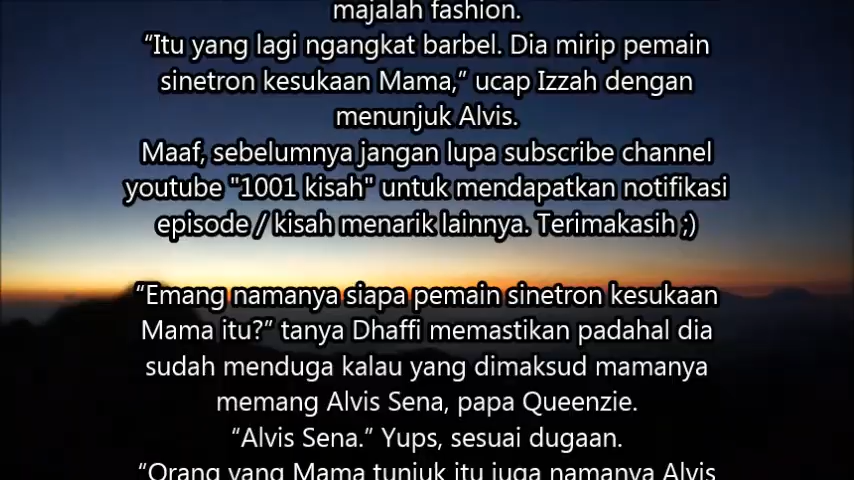 majalah fashion.
“Itu yang lagi ngangkat barbel. Dia mirip pemain
sinetron kesukaan Mama,” ucap Izzah dengan
menunjuk Alvis.
Maaf, sebelumnya jangan lupa subscribe channel
youtube "1001 kisah" untuk mendapatkan notifikasi
episode / kisah menarik lainnya. Terimakasih ;)
“Emang namanya siapa pemain sinetron kesukaan
Mama itu?” tanya Dhaffi memastikan padahal dia
sudah menduga kalau yang dimaksud mamanya
memang Alvis Sena, papa Queenzie.
“Alvis Sena.” Yups, sesuai dugaan.
“Orang yang Mama tunjuk itu juga namanya Alvis